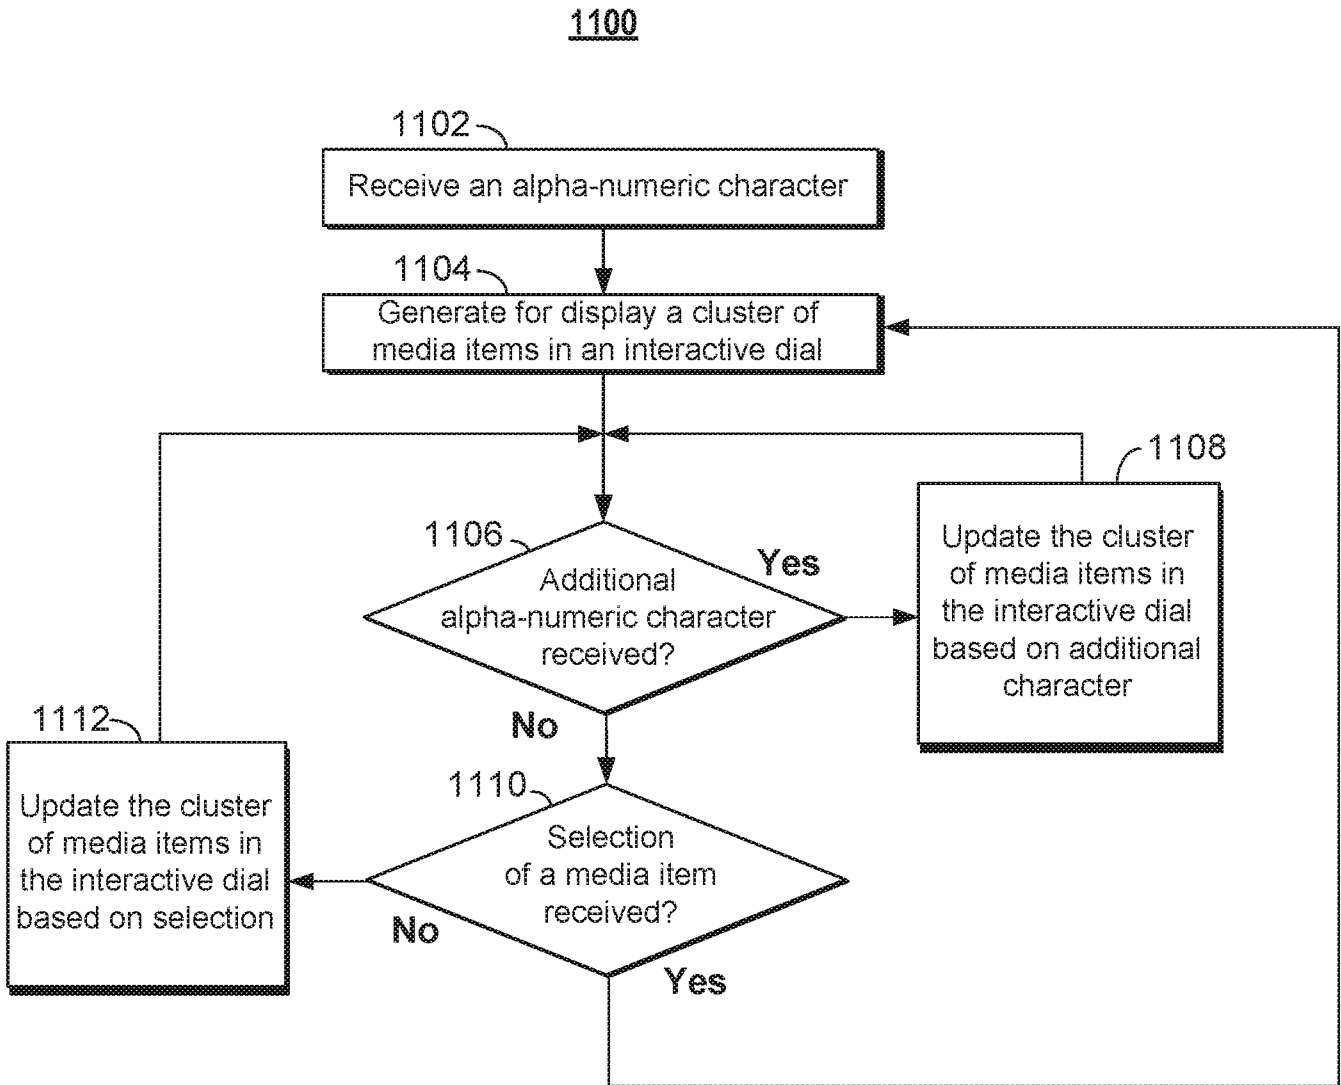 1100
1102
Receive an alpha-numeric character
1104
Generate for display a cluster of
media items in an interactive dial
1108
Update the cluster
of media items in
the interactive dial
based on additional
character
1106
Yes
Additional
alpha-numeric character
received?
No
1112
Update the cluster
of media items in
the interactive dial
based on selection
1110
Selection
of a media item
received?
No
Yes